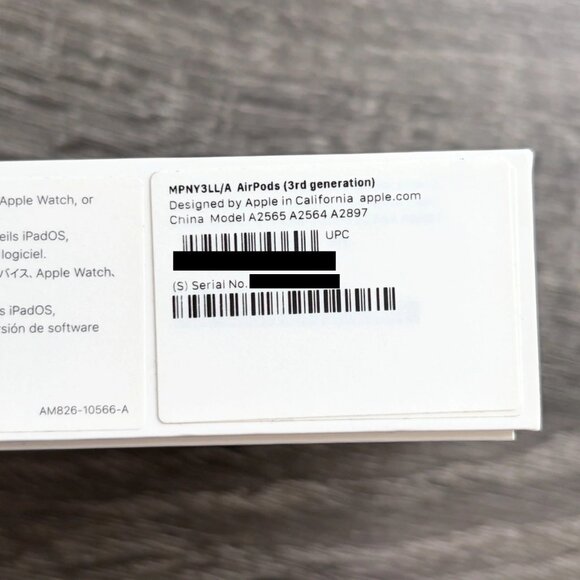 Apple Watch, or
eils iPadOS,
logiciel.
バイス、Apple Watch、
s iPadOS,
rsión de software
AM826-10566-A
MPNY3LL/A AirPods (3rd generation)
Designed by Apple in California apple.com
China Model A2565 A2564 A2897
UPC
(S) Serial No.